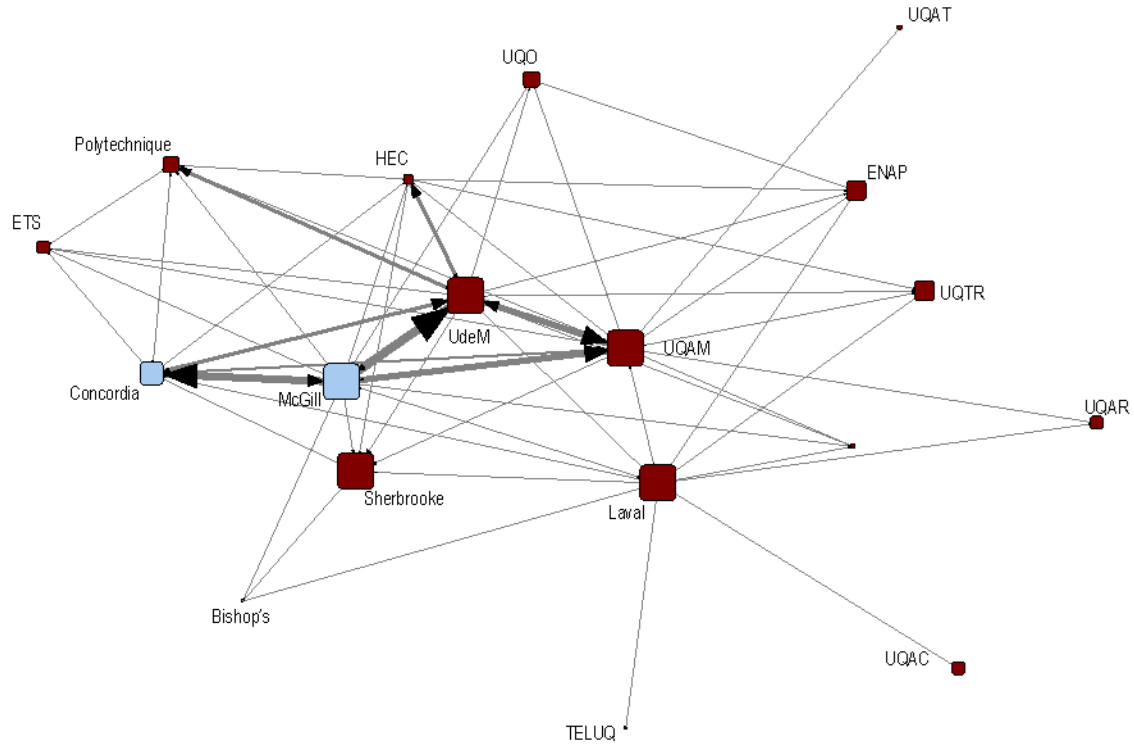 UQAT
UQO
Polytechnique
HEC
ENAP
ETS
UQTR
UdeM
UQAM
Concordia
McGill
UQAR
Sherbrooke
Laval
Bishop's
UQAC
TELUQ